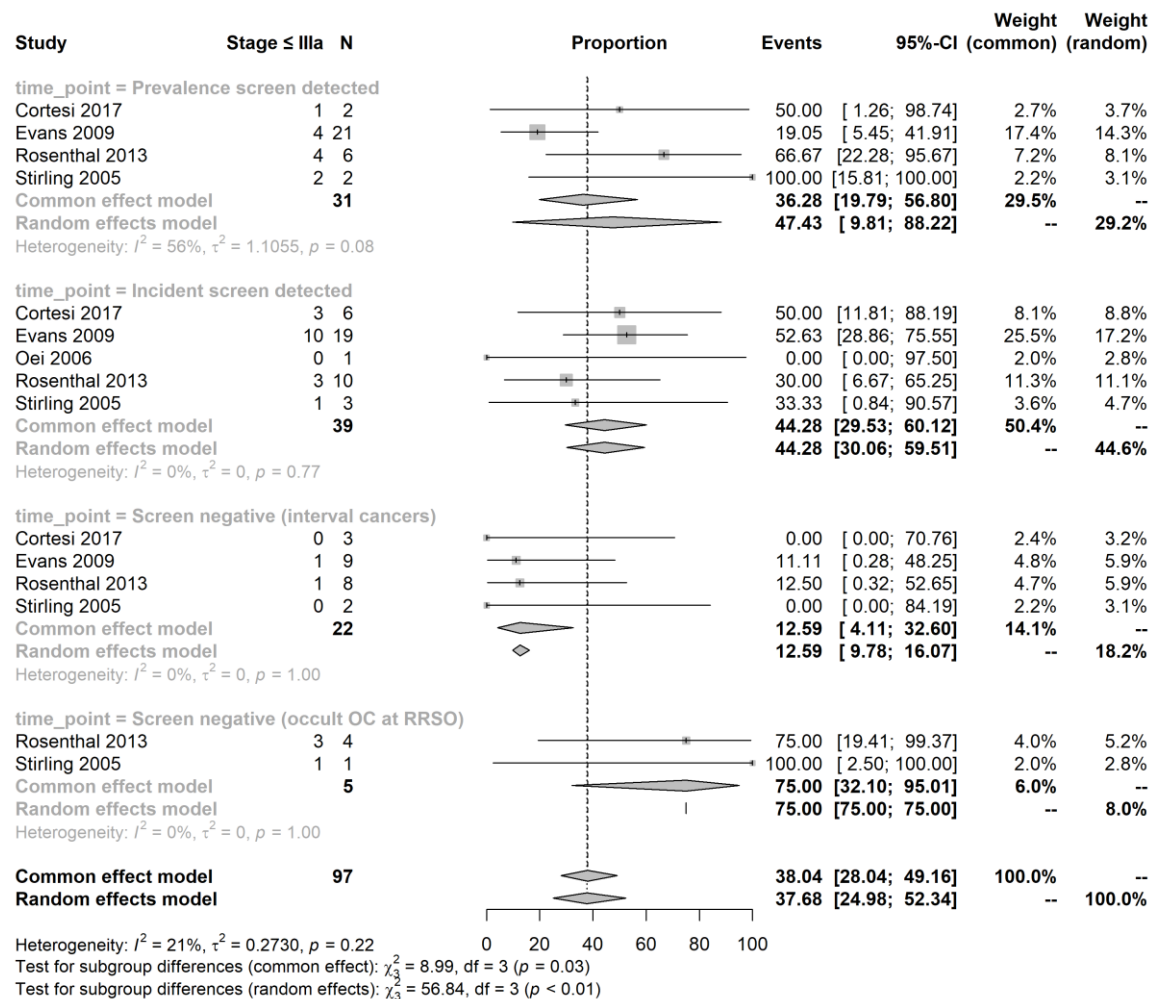 Weight Weight
Study Stage ≤ IIIa N Proportion Events 95%-CI (common) (random)
time_point = Prevalence screen detected
Cortesi 2017 1 2 50.00 [ 1.26; 98.74] 2.7% 3.7%
Evans 2009 4 21 19.05 [ 5.45; 41.91] 17.4% 14.3%
Rosenthal 2013 4 6 66.67 [22.28; 95.67] 7.2% 8.1%
Stirling 2005 2 2 100.00 [15.81; 100.00] 2.2% 3.1%
Common effect model 31 36.28 [19.79; 56.80] 29.5% --
Random effects model 47.43 [ 9.81; 88.22] -- 29.2%
Heterogeneity: I² = 56%, τ² = 1.1055, p = 0.08
time_point = Incident screen detected
Cortesi 2017 3 6 50.00 [11.81; 88.19] 8.1% 8.8%
Evans 2009 10 19 52.63 [28.86; 75.55] 25.5% 17.2%
Oei 2006 0 1 0.00 [ 0.00; 97.50] 2.0% 2.8%
Rosenthal 2013 3 10 30.00 [ 6.67; 65.25] 11.3% 11.1%
Stirling 2005 1 3 33.33 [ 0.84; 90.57] 3.6% 4.7%
Common effect model 39 44.28 [29.53; 60.12] 50.4% --
Random effects model 44.28 [30.06; 59.51] -- 44.6%
Heterogeneity: I² = 0%, τ² = 0, p = 0.77
time_point = Screen negative (interval cancers)
Cortesi 2017 0 3 0.00 [ 0.00; 70.76] 2.4% 3.2%
Evans 2009 1 9 11.11 [ 0.28; 48.25] 4.8% 5.9%
Rosenthal 2013 1 8 12.50 [ 0.32; 52.65] 4.7% 5.9%
Stirling 2005 0 2 0.00 [ 0.00; 84.19] 2.2% 3.1%
Common effect model 22 12.59 [ 4.11; 32.60] 14.1% --
Random effects model 12.59 [ 9.78; 16.07] -- 18.2%
Heterogeneity: I² = 0%, τ² = 0, p = 1.00
time_point = Screen negative (occult OC at RRSO)
Rosenthal 2013 3 4 75.00 [19.41; 99.37] 4.0% 5.2%
Stirling 2005 1 1 100.00 [ 2.50; 100.00] 2.0% 2.8%
Common effect model 5 75.00 [32.10; 95.01] 6.0% --
Random effects model 75.00 [75.00; 75.00] -- 8.0%
Heterogeneity: I² = 0%, τ² = 0, p = 1.00
Common effect model 97 38.04 [28.04; 49.16] 100.0% --
Random effects model 37.68 [24.98; 52.34] -- 100.0%
Heterogeneity: I² = 21%, τ² = 0.2730, p = 0.22
0 20 40 60 80 100
Test for subgroup differences (common effect): χ²₃ = 8.99, df = 3 (p = 0.03)
Test for subgroup differences (random effects): χ²₃ = 56.84, df = 3 (p < 0.01)